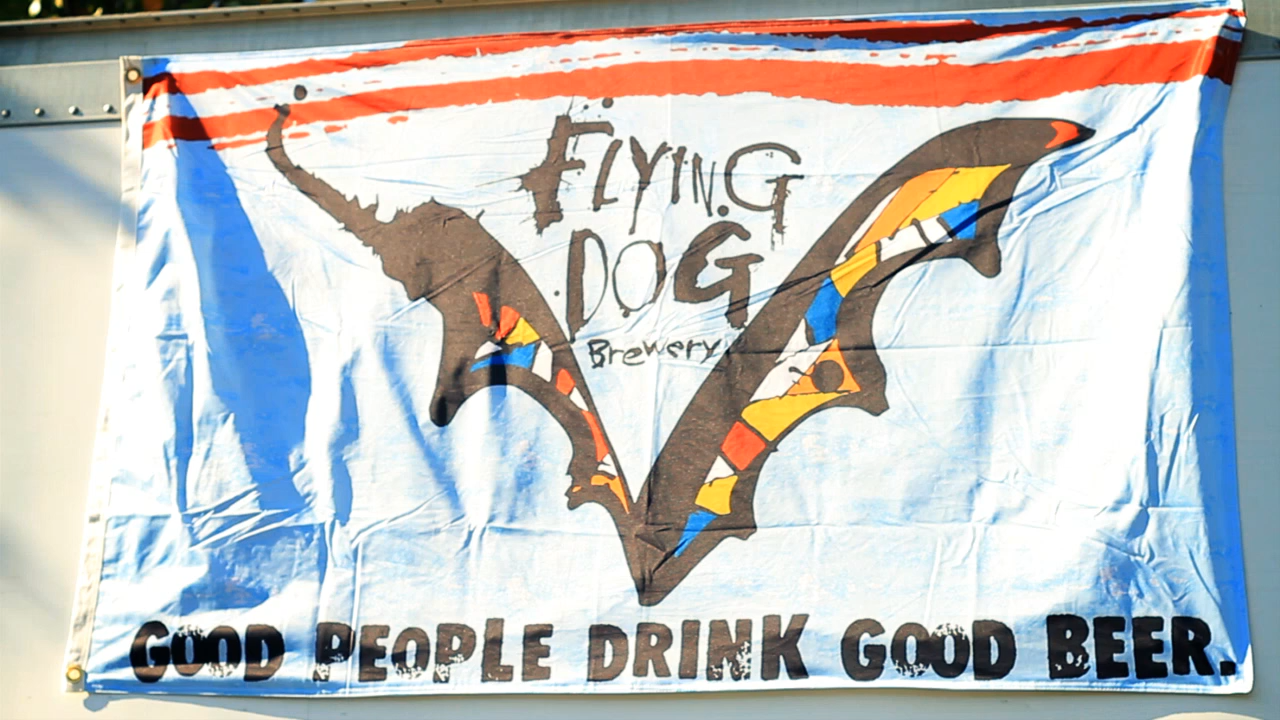 FLYING
DOG
Brewery
GOOD PEOPLE DRINK GOOD BEER.